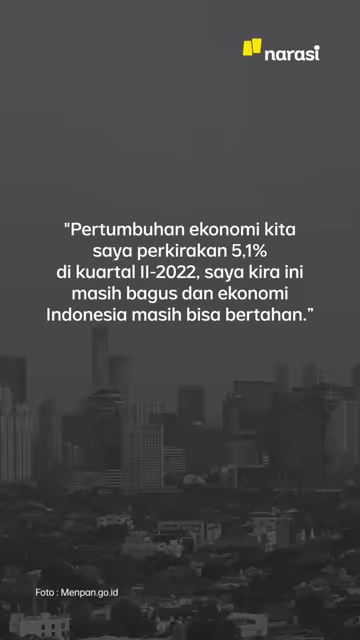 narasi
"Pertumbuhan ekonomi kita
saya perkirakan 5,1%
di kuartal II-2022, saya kira ini
masih bagus dan ekonomi
Indonesia masih bisa bertahan.”
Foto : Menpan.go.id